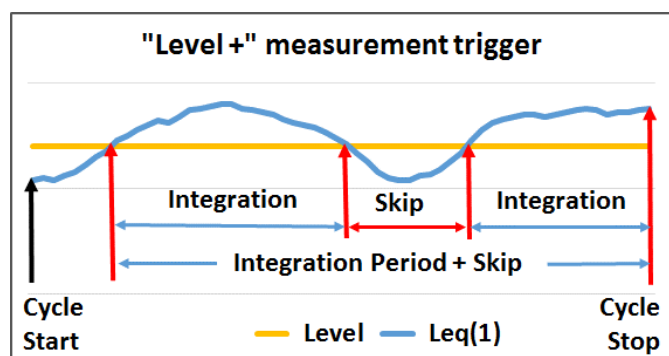 "Level +" measurement trigger
Integration
Skip
Integration
Integration Period + Skip
Cycle
Start
Cycle
Stop
Level
Leq(1)